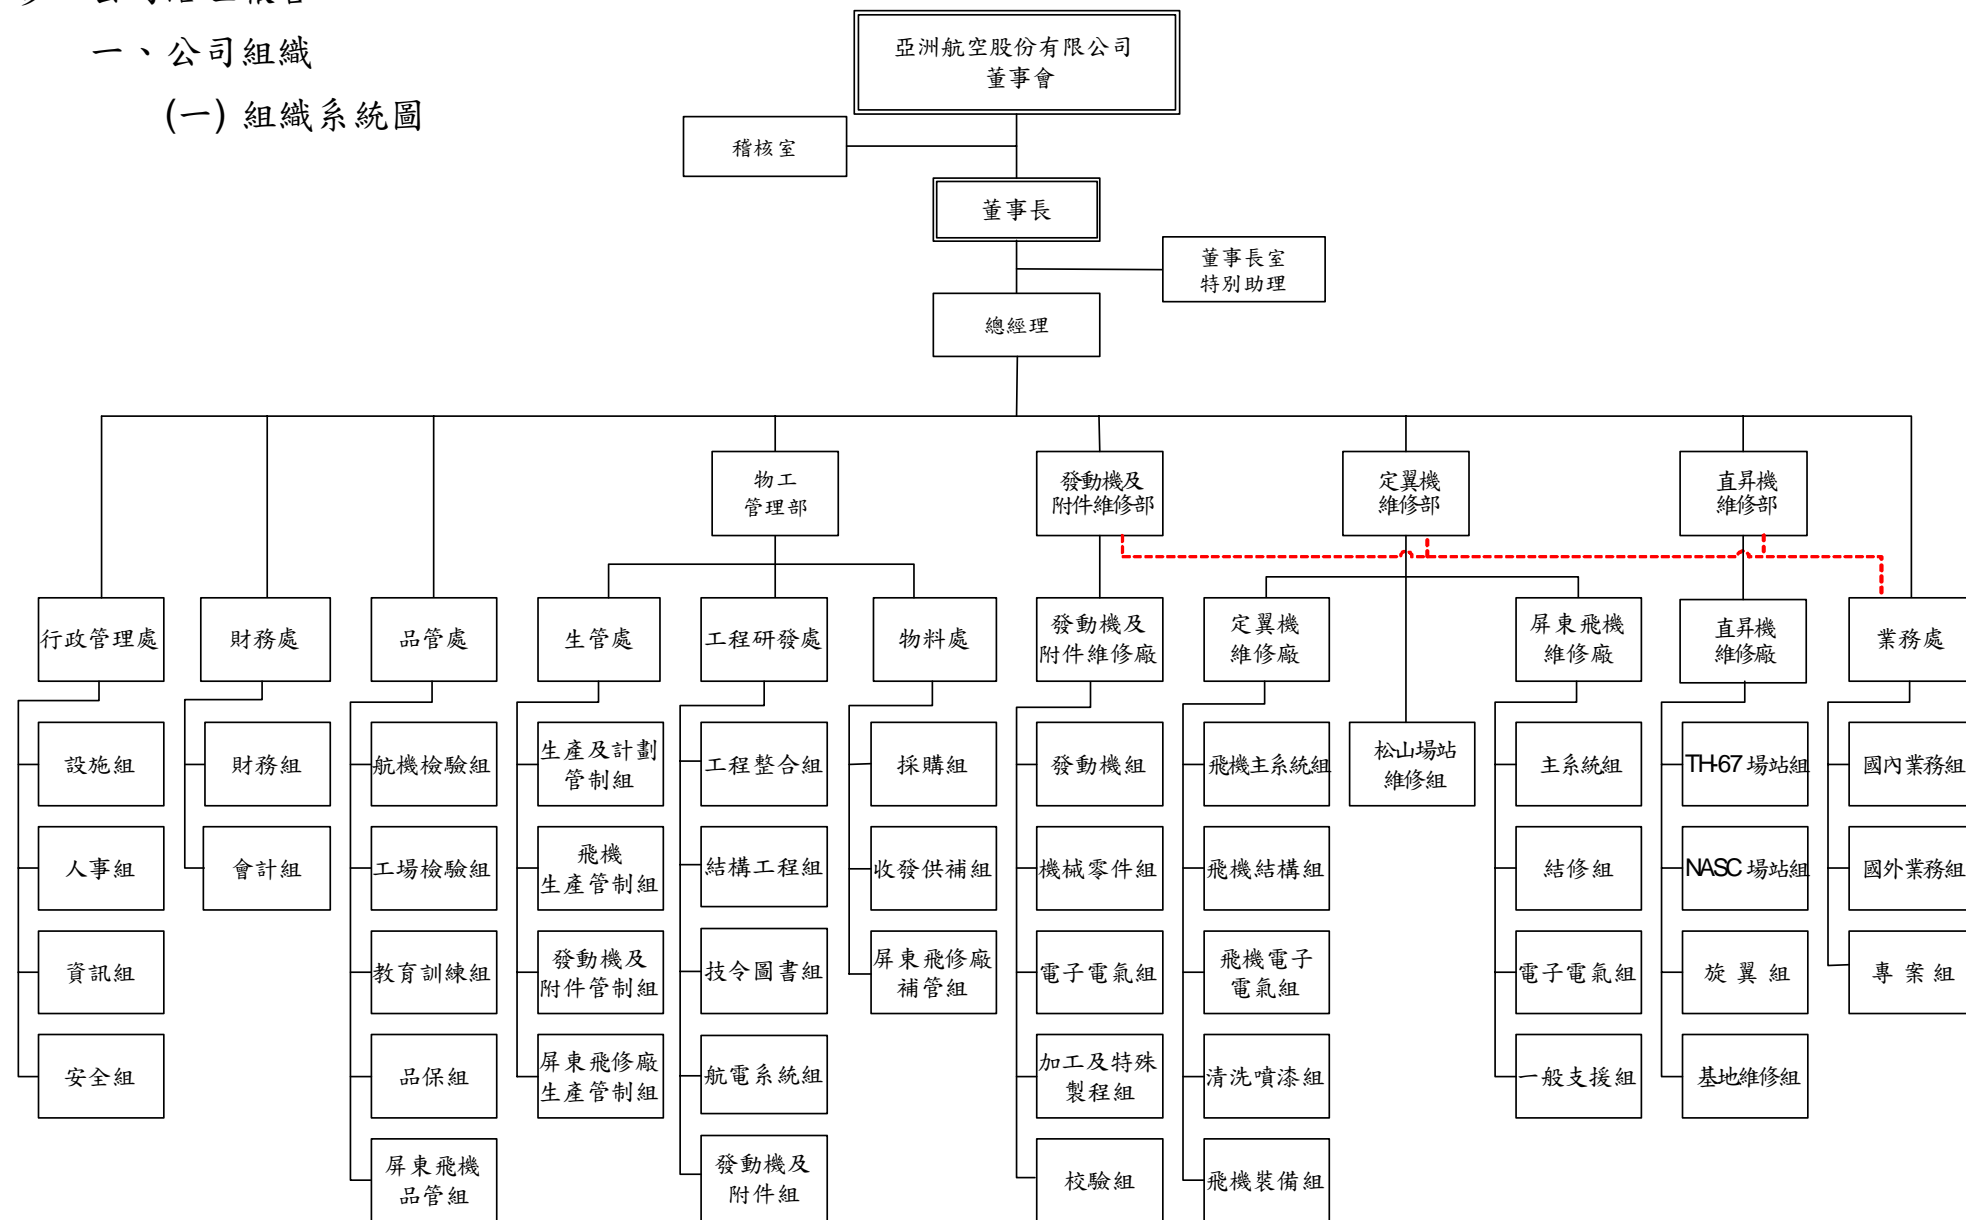 一、公司組織
(一) 組織系統圖
亞洲航空股份有限公司
董事會
稽核室
董事長
董事長室
特別助理
總經理
物工
管理部
發動機及
附件維修部
定翼機
維修部
直昇機
維修部
行政管理處
財務處
品管處
生管處
工程研發處
物料處
發動機及
附件維修廠
定翼機
維修廠
屏東飛機
維修廠
直昇機
維修廠
業務處
設施組
財務組
航機檢驗組
生產及計劃
管制組
工程整合組
採購組
發動機組
飛機主系統組
松山場站
維修組
主系統組
TH-67 場站組
國內業務組
人事組
會計組
工場檢驗組
飛機
生產管制組
結構工程組
收發供補組
機械零件組
飛機結構組
結修組
NASC 場站組
國外業務組
資訊組
教育訓練組
發動機及
附件管制組
技令圖書組
屏東飛修廠
補管組
電子電氣組
飛機電子
電氣組
電子電氣組
旋翼組
專案組
安全組
品保組
屏東飛修廠
生產管制組
航電系統組
加工及特殊
製程組
清洗噴漆組
一般支援組
基地維修組
屏東飛機
品管組
發動機及
附件組
校驗組
飛機裝備組